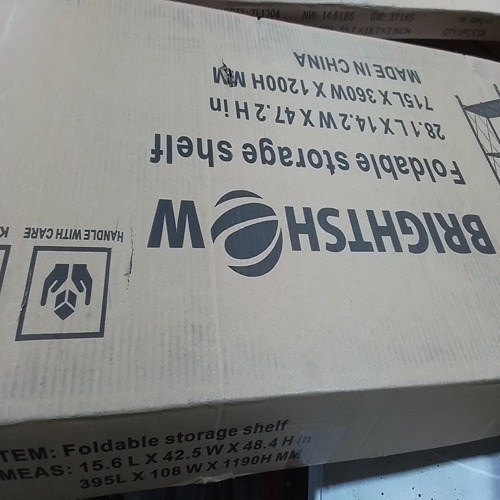 BRIGHTSHOW
Foldable storage shelf
28.1 L X 14.2 W X 47.2 H in
715L X 360W X 1200H MM
MADE IN CHINA
HANDLE WITH CARE
TEM: Foldable storage shelf
MEAS: 15.6 L X 42.5 W X 48.4 H in
395L X 108 W X 1190H MM